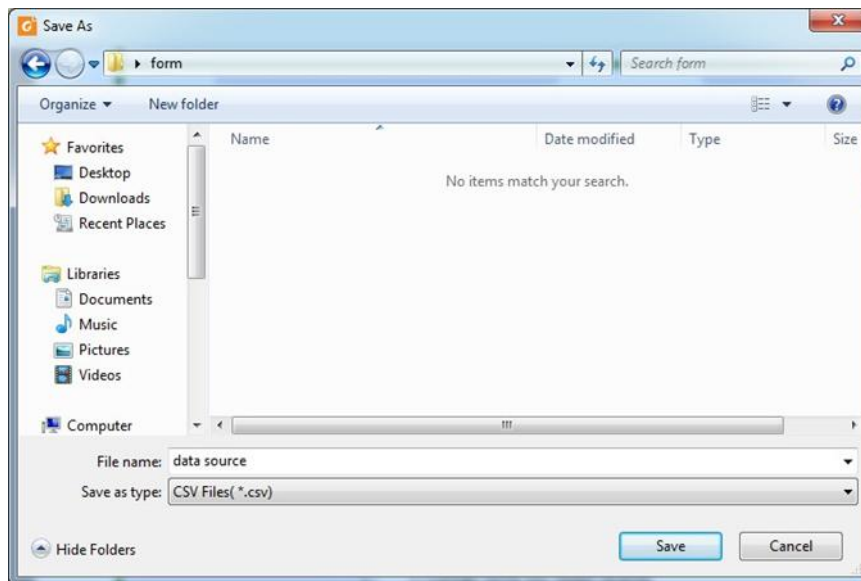 Save As
form
Search form
Organize
New folder
Favorites
Desktop
Downloads
Recent Places
Libraries
Documents
Music
Pictures
Videos
Computer
Name
Date modified
Type
Size
No items match your search.
File name: data source
Save as type: CSV Files( *.csv)
Hide Folders
Save
Cancel